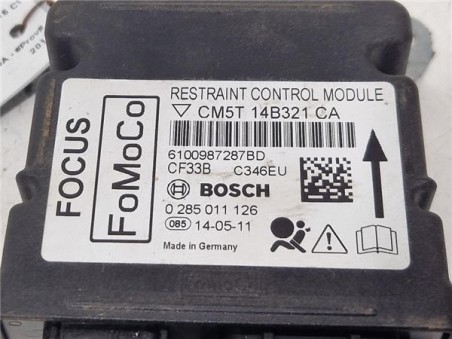 RESTRAINT CONTROL MODULE
CM5T 14B321 CA
6100987287BD
CF33B C346EU
BOSCH
0 285 011 126
085 14-05-11
Made in Germany
FOCUS
FoMoCo